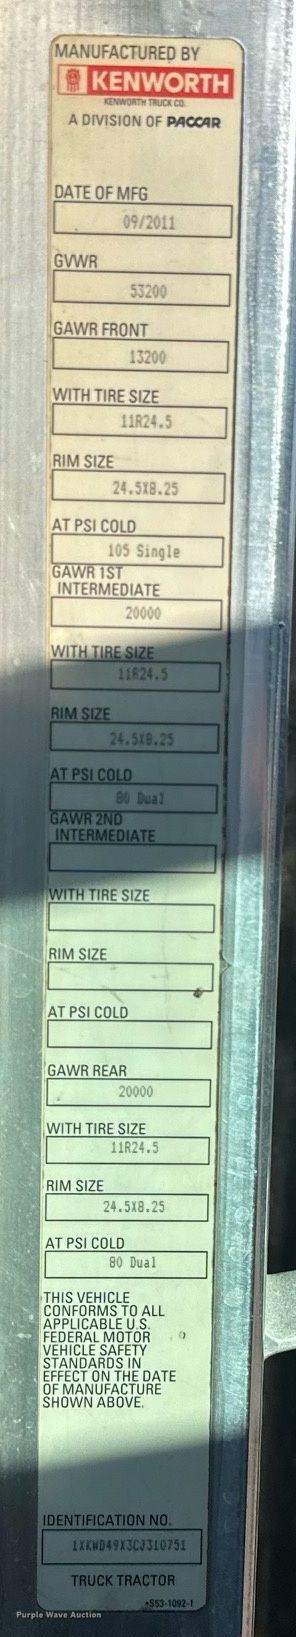 MANUFACTURED BY
KENWORTH
KENWORTH TRUCK CO.
A DIVISION OF PACCAR
DATE OF MFG
09/2011
GVWR
53200
GAWR FRONT
13200
WITH TIRE SIZE
11R24.5
RIM SIZE
24.5X8.25
AT PSI COLD
105 Single
GAWR 1ST
INTERMEDIATE
20000
WITH TIRE SIZE
11R24.5
RIM SIZE
24.5X8.25
AT PSI COLD
80 Dual
GAWR 2ND
INTERMEDIATE
WITH TIRE SIZE
RIM SIZE
AT PSI COLD
GAWR REAR
20000
WITH TIRE SIZE
11R24.5
RIM SIZE
24.5X8.25
AT PSI COLD
80 Dual
THIS VEHICLE
CONFORMS TO ALL
APPLICABLE U.S.
FEDERAL MOTOR
VEHICLE SAFETY
STANDARDS IN
EFFECT ON THE DATE
OF MANUFACTURE
SHOWN ABOVE.
IDENTIFICATION NO.
1XKWD49X3CJ310751
TRUCK TRACTOR
•S53-1092-1
Purple Wave Auction